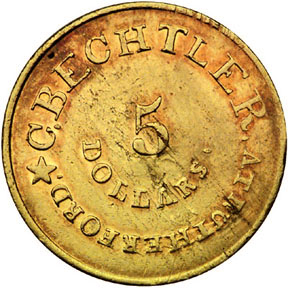 C.BECHTLER. AT RUTHERFORD.
5
DOLLARS.